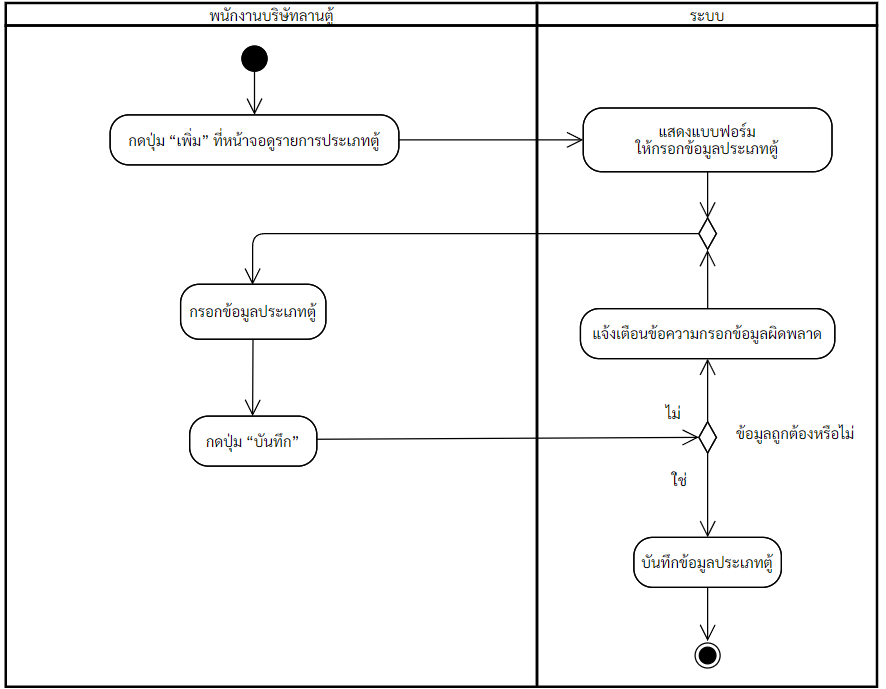 พนักงานบริษัทลานตู้
ระบบ
กดปุ่ม “เพิ่ม” ที่หน้าจอดูรายการประเภทตู้
แสดงแบบฟอร์ม
ให้กรอกข้อมูลประเภทตู้
กรอกข้อมูลประเภทตู้
แจ้งเตือนข้อความกรอกข้อมูลผิดพลาด
ไม่
กดปุ่ม “บันทึก”
ข้อมูลถูกต้องหรือไม่
ใช่
บันทึกข้อมูลประเภทตู้